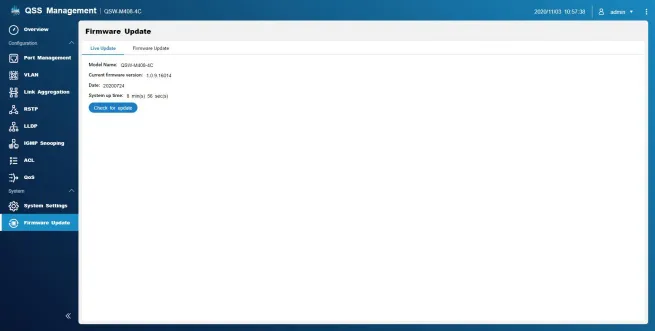 QSS Management | QSW-M408-4C
2020/11/03 10:57:38
admin
Overview
Configuration
Port Management
VLAN
Link Aggregation
RSTP
LLDP
IGMP Snooping
ACL
QoS
System
System Settings
Firmware Update
Firmware Update
Live Update Firmware Update
Model Name: QSW-M408-4C
Current firmware version: 1.0.9.16014
Date: 20200724
System up time: 8 min(s) 56 sec(s)
Check for update